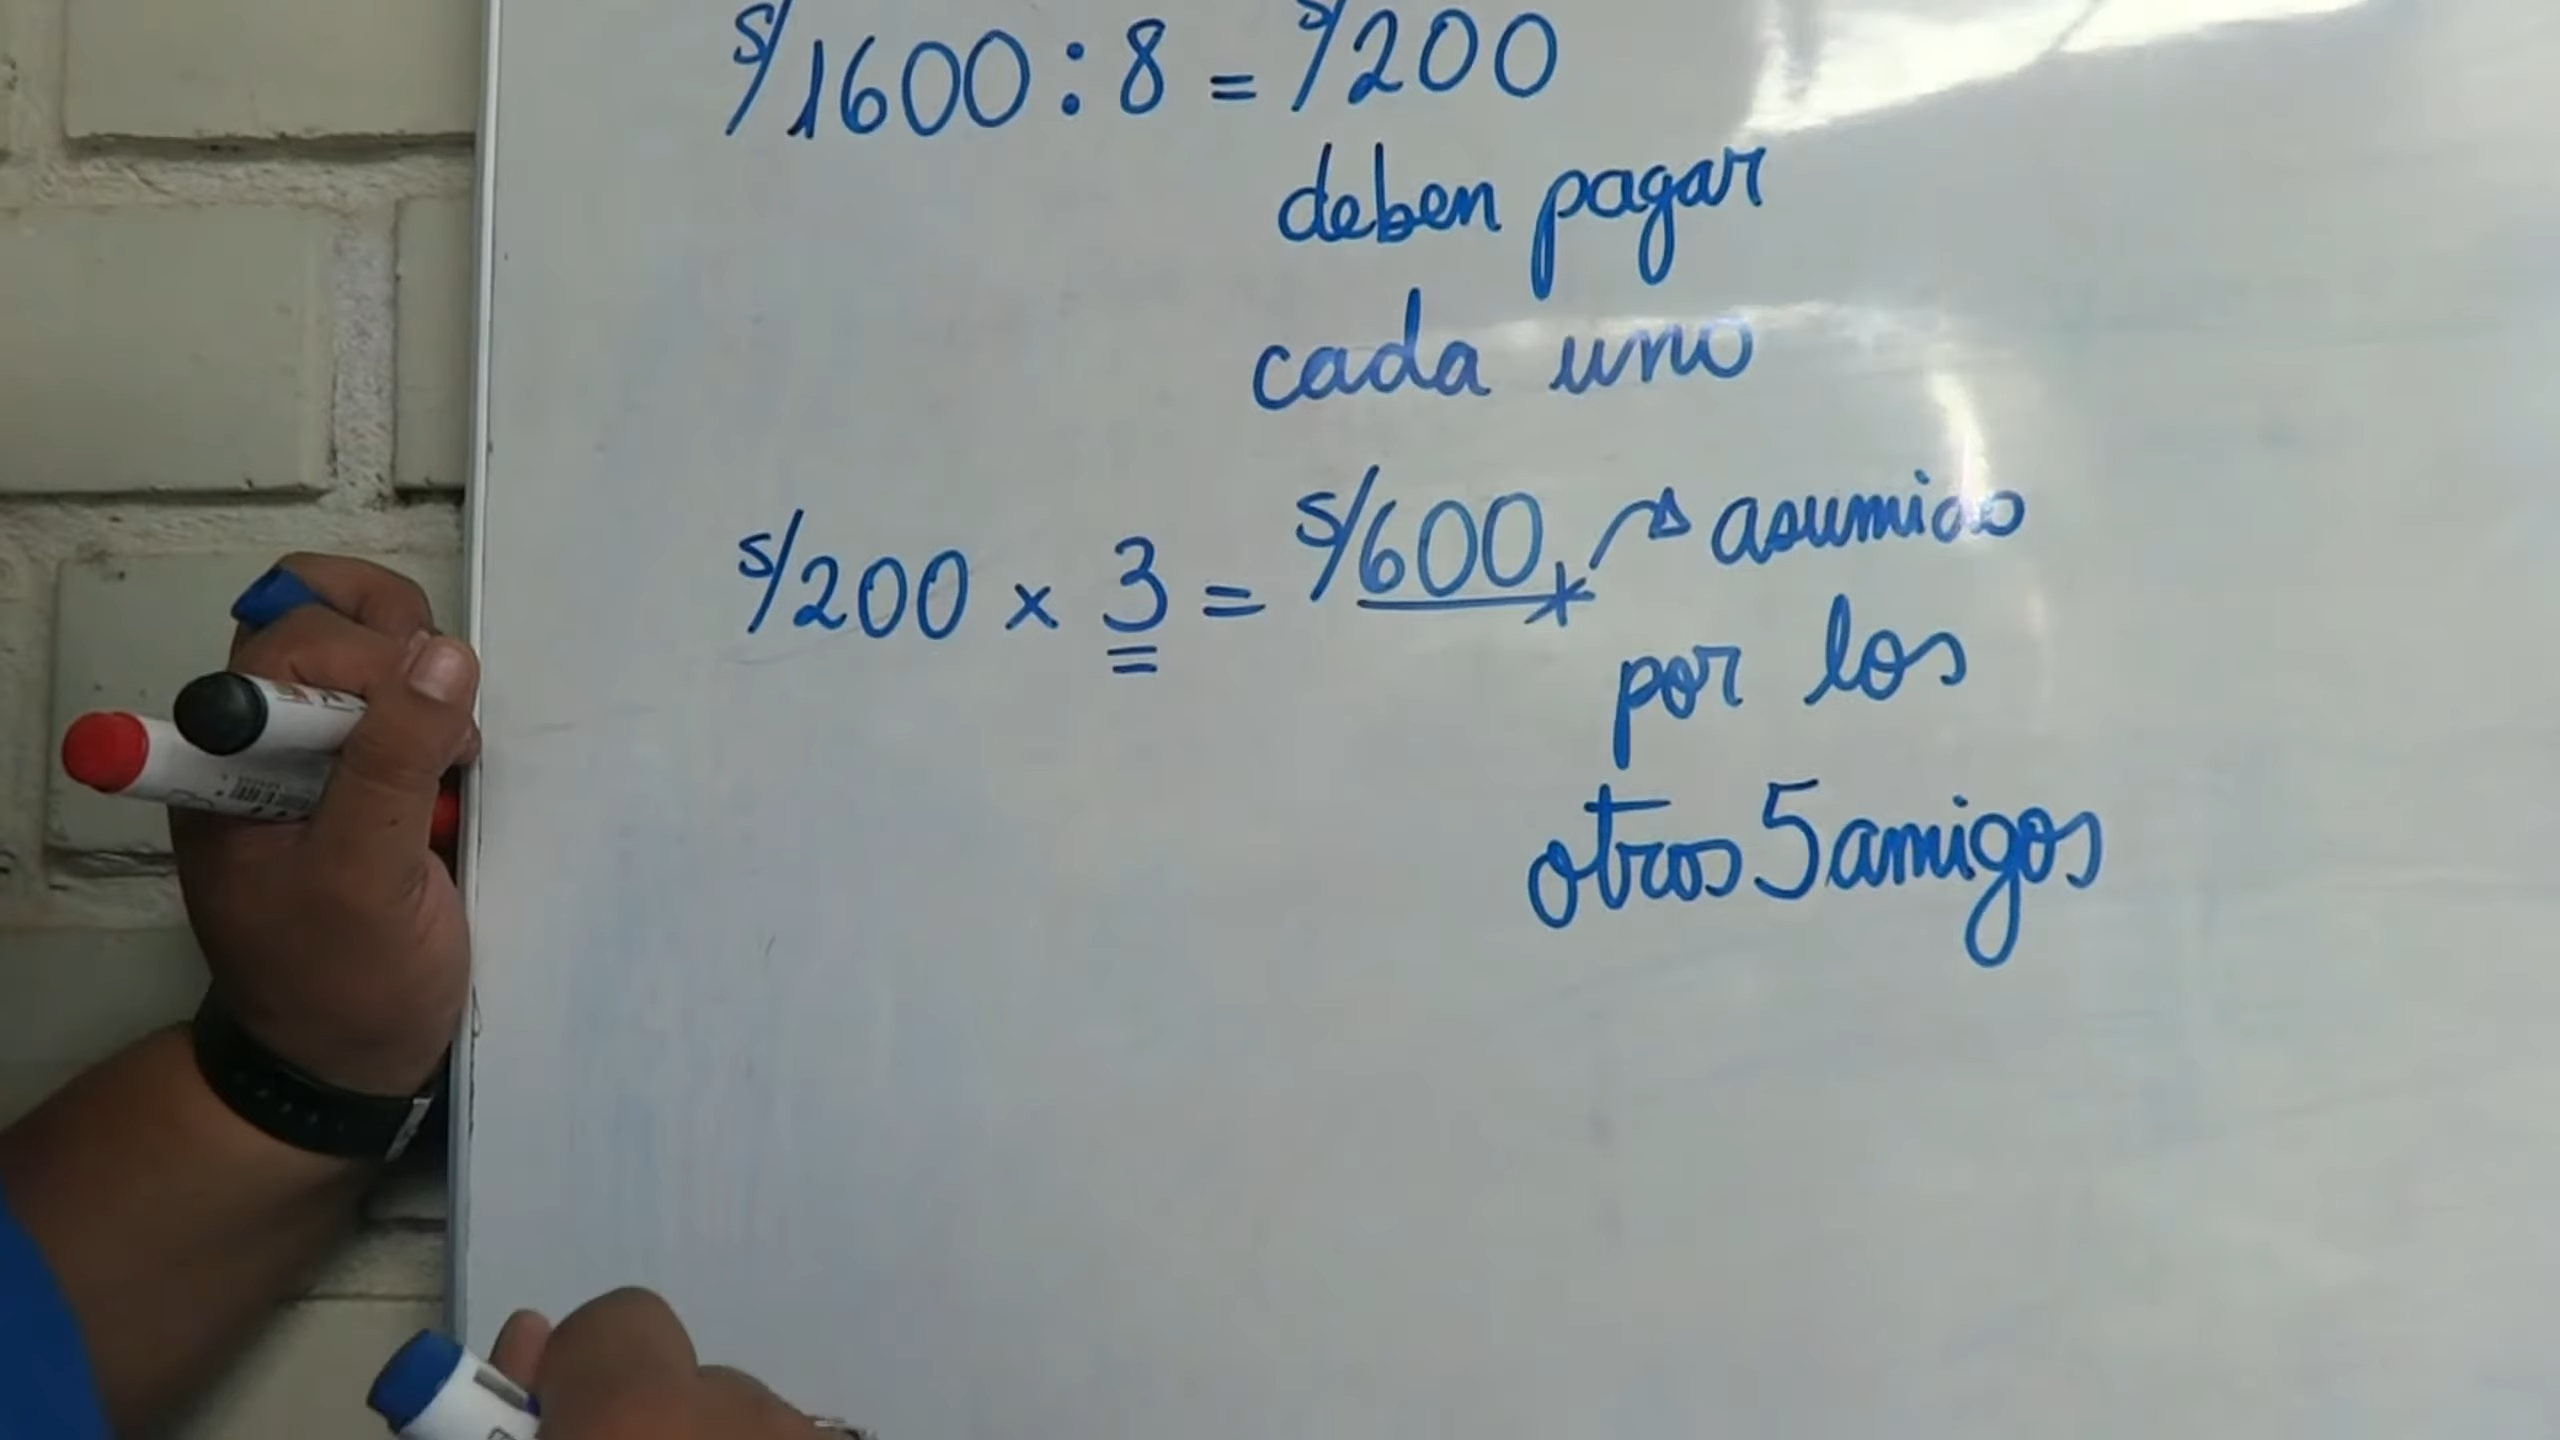 S/1600 : 8 = S/200
deben pagar
cada uno
S/200 × 3 = S/600 asumido
por los
otros 5 amigos